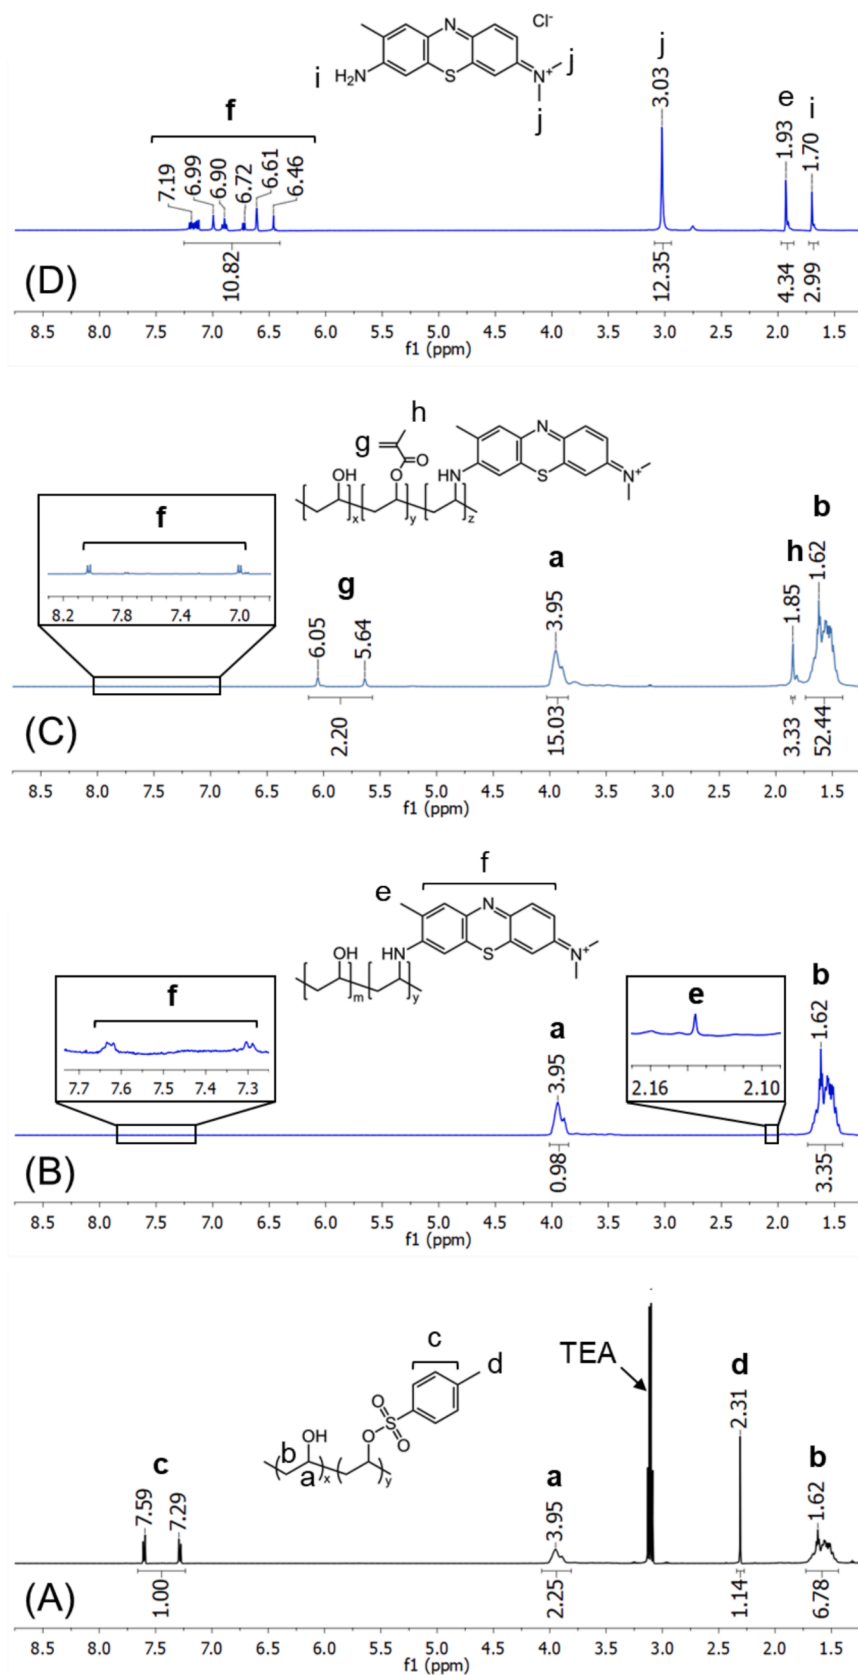 N
Cl⁻
H₂N
S
N⁺
i
j
j
f
j
e
i
7.19
6.99
6.90
6.72
6.61
6.46
3.03
1.93
1.70
(D)
10.82
12.35
4.34
2.99
8.5 8.0 7.5 7.0 6.5 6.0 5.5 5.0 4.5 4.0 3.5 3.0 2.5 2.0 1.5
f1 (ppm)
h
g
O
O
N
OH
HN
S
N⁺
x
y
z
f
8.2 7.8 7.4 7.0
g
a
h
b
6.05
5.64
3.95
1.85
1.62
(C)
2.20
15.03
3.33
52.44
8.5 8.0 7.5 7.0 6.5 6.0 5.5 5.0 4.5 4.0 3.5 3.0 2.5 2.0 1.5
f1 (ppm)
f
e
N
OH
HN
S
N⁺
m
y
f
7.7 7.6 7.5 7.4 7.3
a
e
2.16 2.10
b
3.95
1.62
(B)
0.98
3.35
8.5 8.0 7.5 7.0 6.5 6.0 5.5 5.0 4.5 4.0 3.5 3.0 2.5 2.0 1.5
f1 (ppm)
c
d
O
S
O
OH
O
b
a
x
y
TEA
c
a
d
b
7.59
7.29
3.95
2.31
1.62
(A)
1.00
2.25
1.14
6.78
8.5 8.0 7.5 7.0 6.5 6.0 5.5 5.0 4.5 4.0 3.5 3.0 2.5 2.0 1.5
f1 (ppm)